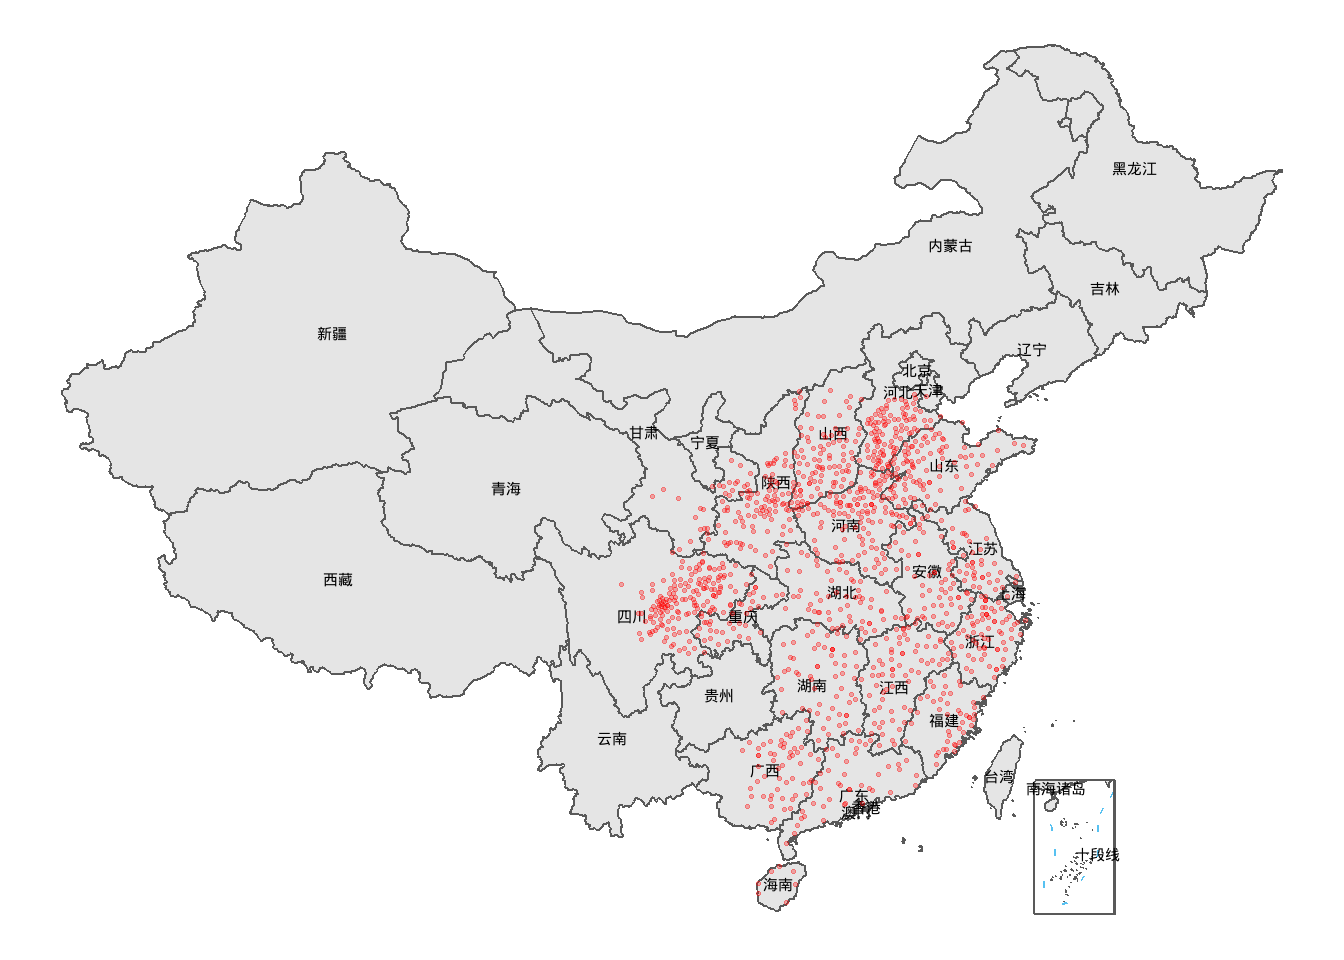 黑龙江
内蒙古
吉林
新疆
辽宁
北京
河北
天津
甘肃
宁夏
山西
山东
陕西
青海
河南
江苏
安徽
西藏
湖北
上海
四川
重庆
浙江
湖南
江西
贵州
福建
云南
广西
台湾
南海诸岛
广东
香港
澳
十段线
海南